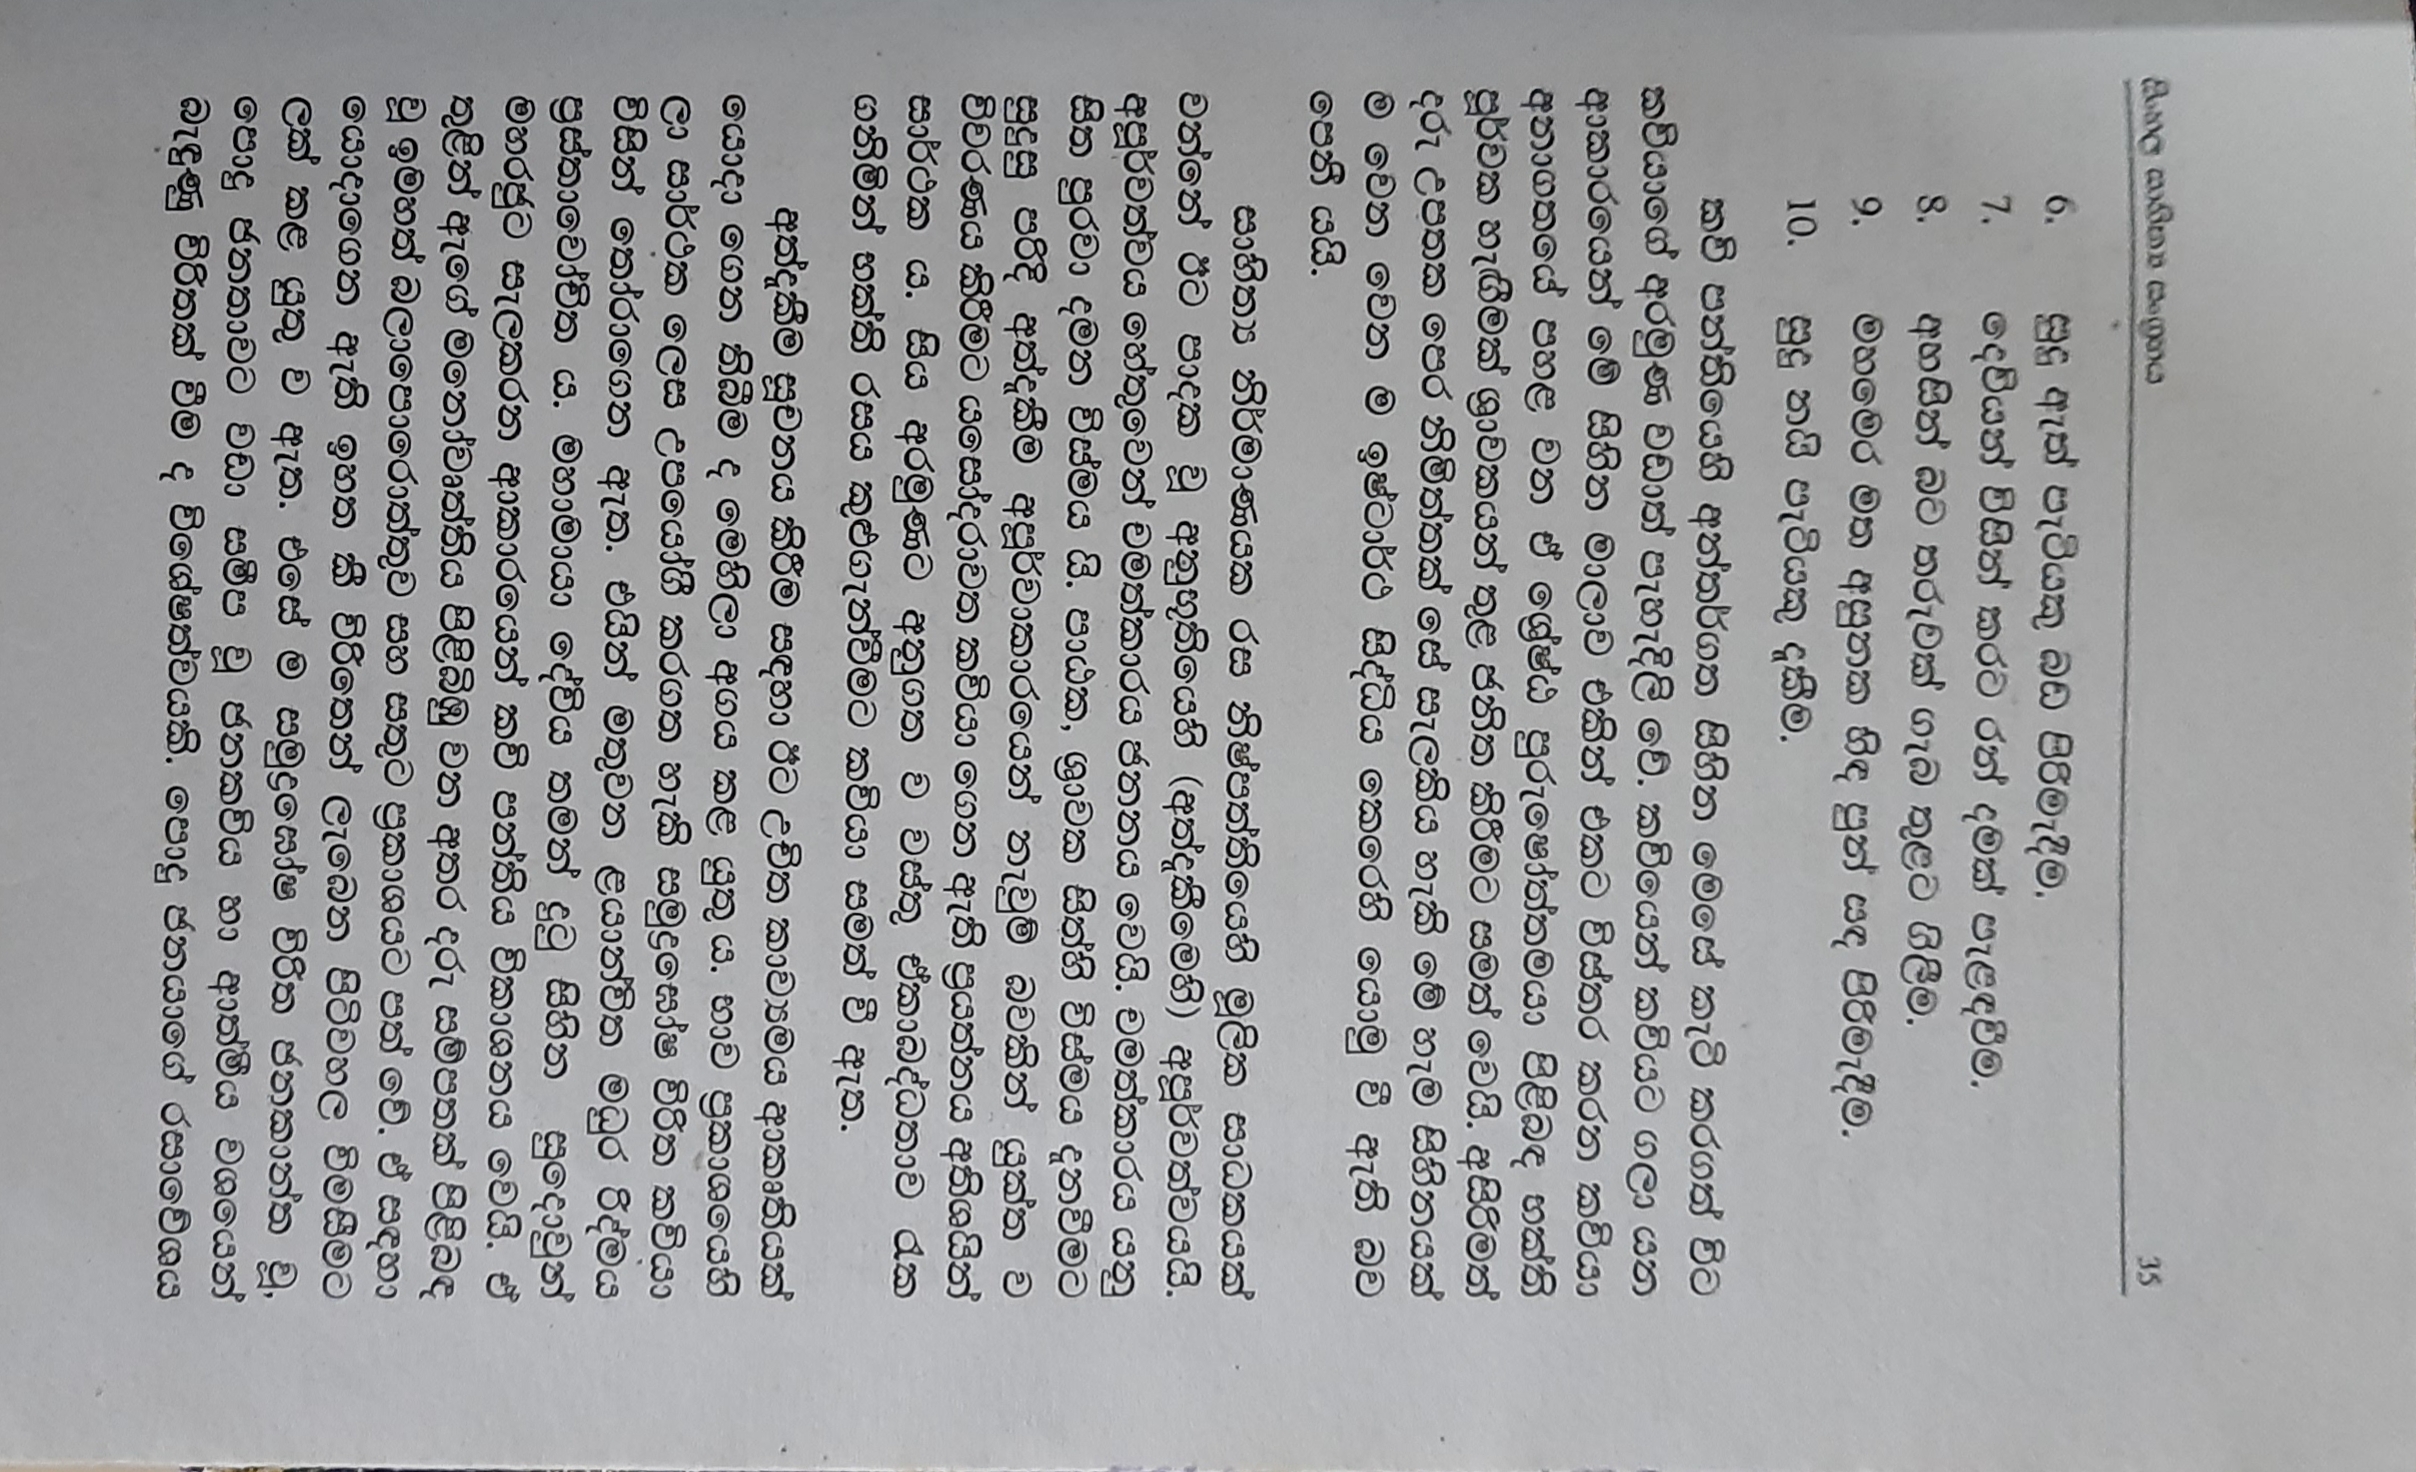 සිංහල සාහිත්‍ය සංග්‍රහය 35
6. සුදු ඇත් පැටියකු බඩ පිරිමැදීම.
7. දෙවියන් විසින් කරට රන් දමක් පැළඳවීම.
8. අහසින් බට තරුවක් ගැබ තුළට ගිලීම.
9. මහමෙර මත අසුනක හිඳ පුන් සඳ පිරිමැදීම.
10. සුදු නයි පැටියකු දැකීම.
කවි පන්තියෙහි අන්තර්ගත සිහින මෙසේ කැටි කරගත් විට
කවියාගේ අරමුණ වඩාත් පැහැදිලි වේ. කවියෙන් කවියට ගලා යන
ආකාරයෙන් මේ සිහින මාලාව එකින් එකට විස්තර කරන කවියා
අනාගතයේ පහළ වන ඒ ශ්‍රේෂ්ඨ පුරුෂෝත්තමයා පිළිබඳ භක්ති
පූර්වක හැඟීමක් ශ්‍රාවකයන් තුළ ජනිත කිරීමට සමත් වෙයි. අසිරිමත්
දරු උපතක පෙර නිමිත්තක් සේ සැලකිය හැකි මේ හැම සිහිනයක්
ම වෙන වෙන ම ඉෂ්ටාර්ථ සිද්ධිය කෙරෙහි යොමු වී ඇති බව
පෙනී යයි.
සාහිත්‍ය නිර්මාණයක රස නිෂ්පත්තියෙහි මූලික සාධකයක්
වන්නේ ඊට පාදක වූ අනුභූතියෙහි (අත්දැකීමෙහි) අපූර්වත්වයයි.
අපූර්වත්වය හේතුවෙන් චමත්කාරය ජනනය වෙයි. චමත්කාරය යනු
සිත පුරවා දමන විස්මය යි. පාඨක, ශ්‍රාවක සිත්හි විස්මය දැනවීමට
සුදුසු පරිදි අත්දැකීම අපූර්වාකාරයෙන් නැවුම් බවකින් යුක්ත ව
විවරණය කිරීමට යසෝදරාවත කවියා ගෙන ඇති ප්‍රයත්නය අතිශයින්
සාර්ථක ය. සිය අරමුණට අනුගත ව වස්තු ඒකාබද්ධතාව රැක
ගනිමින් භක්ති රසය කුළුගැන්වීමට කවියා සමත් වී ඇත.
අත්දැකීම සූචනය කිරීම සඳහා ඊට උචිත කාව්‍යමය ආකෘතියක්
යොදා ගෙන තිබීම ද මෙහිලා අගය කළ යුතු ය. භාව ප්‍රකාශයෙහි
ලා සාර්ථක ලෙස උපයෝගී කරගත හැකි සමුද්‍රඝෝෂ විරිත කවියා
විසින් තෝරාගෙන ඇත. එයින් මතුවන ළයාන්විත මධුර රිද්මය
ප්‍රස්තාවෝචිත ය. මහාමායා දේවිය තමන් දුටු සිහින සුදොවුන්
මහරජුට සැලකරන ආකාරයෙන් කවි පන්තිය විකාශනය වෙයි. ඒ
තුළින් ඇගේ මනෝවෘත්තිය පිළිබිඹු වන අතර දරු සම්පතක් පිළිබඳ
වූ ඉමහත් බලාපොරොත්තුව සහ සතුට ප්‍රකාශයට පත් වේ. ඒ සඳහා
යොදාගෙන ඇති ඉහත කී විරිතෙන් ලැබෙන පිටිවහල විමසීමට
ලක් කළ යුතු ව ඇත. එසේ ම සමුද්‍රඝෝෂ විරිත ජනකාන්ත වූ,
පොදු ජනතාවට වඩා සමීප වූ ජනකවිය හා ආත්මීය වශයෙන්
බැඳුණු විරිතක් වීම ද විශේෂත්වයකි. පොදු ජනයාගේ රසාවේශය